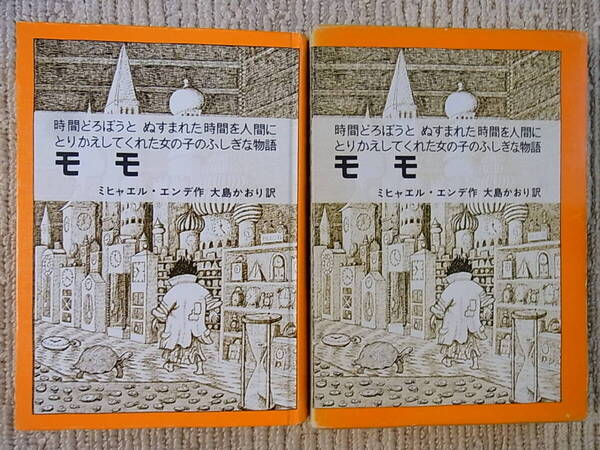 時間どろぼうと ぬすまれた時間を人間に
とりかえしてくれた女の子のふしぎな物語
モモ
ミヒャエル・エンデ作 大島かおり訳
時間どろぼうと ぬすまれた時間を人間に
とりかえしてくれた女の子のふしぎな物語
モモ
ミヒャエル・エンデ作 大島かおり訳